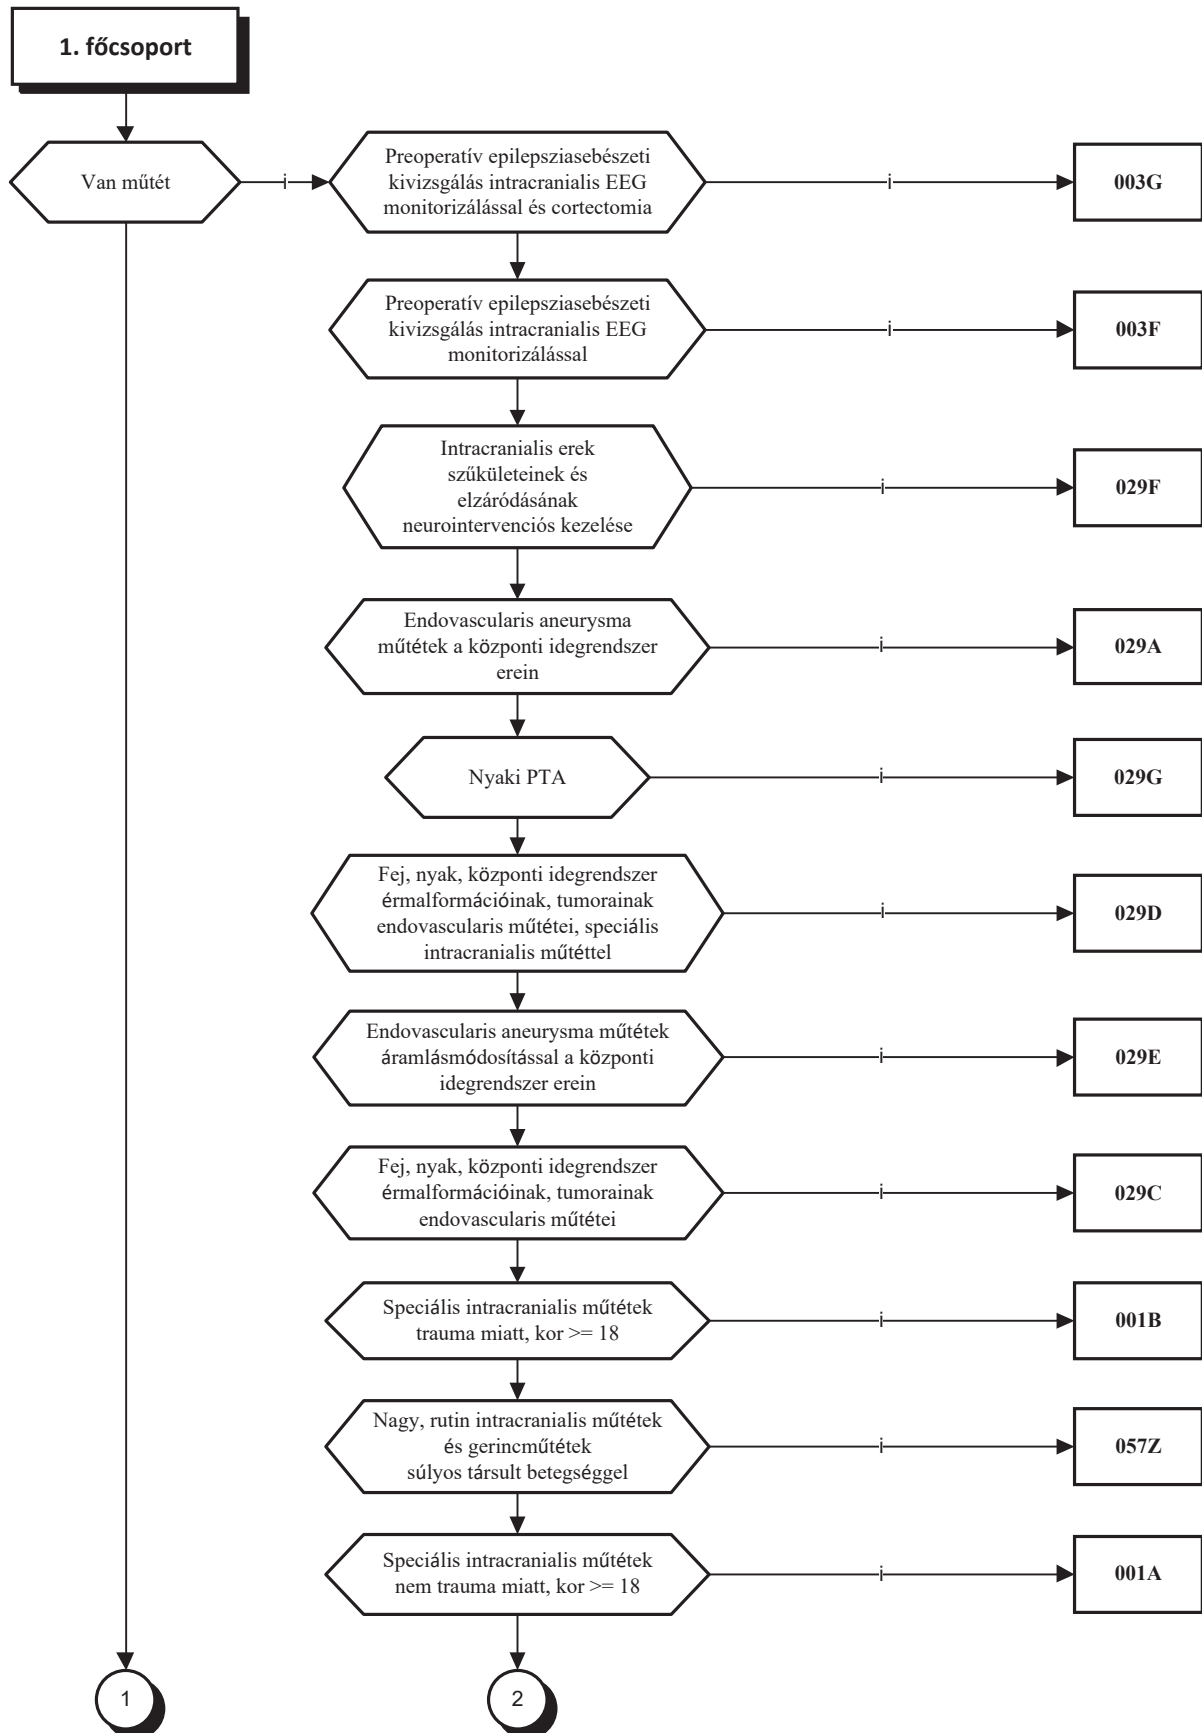 1. főcsoport
Van műtét
i
Preoperatív epilepsziasebészeti
kivizsgálás intracranialis EEG
monitorizálással és cortectomia
i
003G
Preoperatív epilepsziasebészeti
kivizsgálás intracranialis EEG
monitorizálással
i
003F
Intracranialis erek
szűkületeinek és
elzáródásának
neurointervenciós kezelése
i
029F
Endovascularis aneurysma
műtétek a központi idegrendszer
erein
i
029A
Nyaki PTA
i
029G
Fej, nyak, központi idegrendszer
érmalformációinak, tumorainak
endovascularis műtétei, speciális
intracranialis műtéttel
i
029D
Endovascularis aneurysma műtétek
áramlásmódosítással a központi
idegrendszer erein
i
029E
Fej, nyak, központi idegrendszer
érmalformációinak, tumorainak
endovascularis műtétei
i
029C
Speciális intracranialis műtétek
trauma miatt, kor >= 18
i
001B
Nagy, rutin intracranialis műtétek
és gerincműtétek
súlyos társult betegséggel
i
057Z
Speciális intracranialis műtétek
nem trauma miatt, kor >= 18
i
001A
1
2